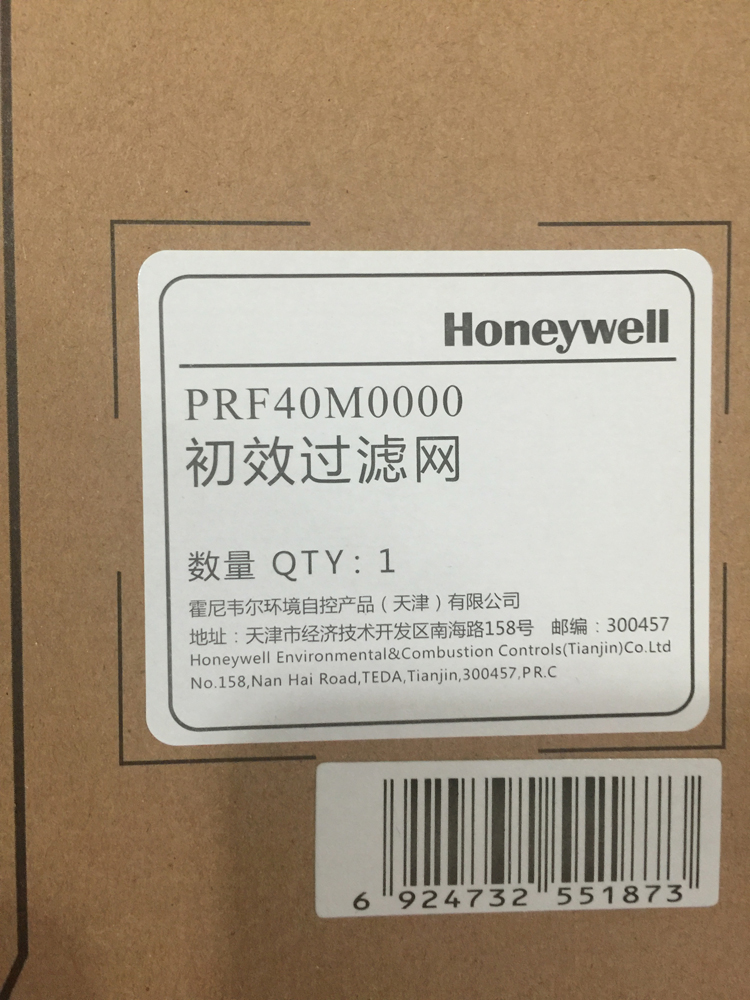 Honeywell
PRF40M0000
初效过滤网
数量 QTY: 1
霍尼韦尔环境自控产品（天津）有限公司
地址：天津市经济技术开发区南海路158号 邮编：300457
Honeywell Environmental&Combustion Controls(Tianjin)Co.Ltd
No.158,Nan Hai Road,TEDA,Tianjin,300457,P.R.C
6 924732 551873